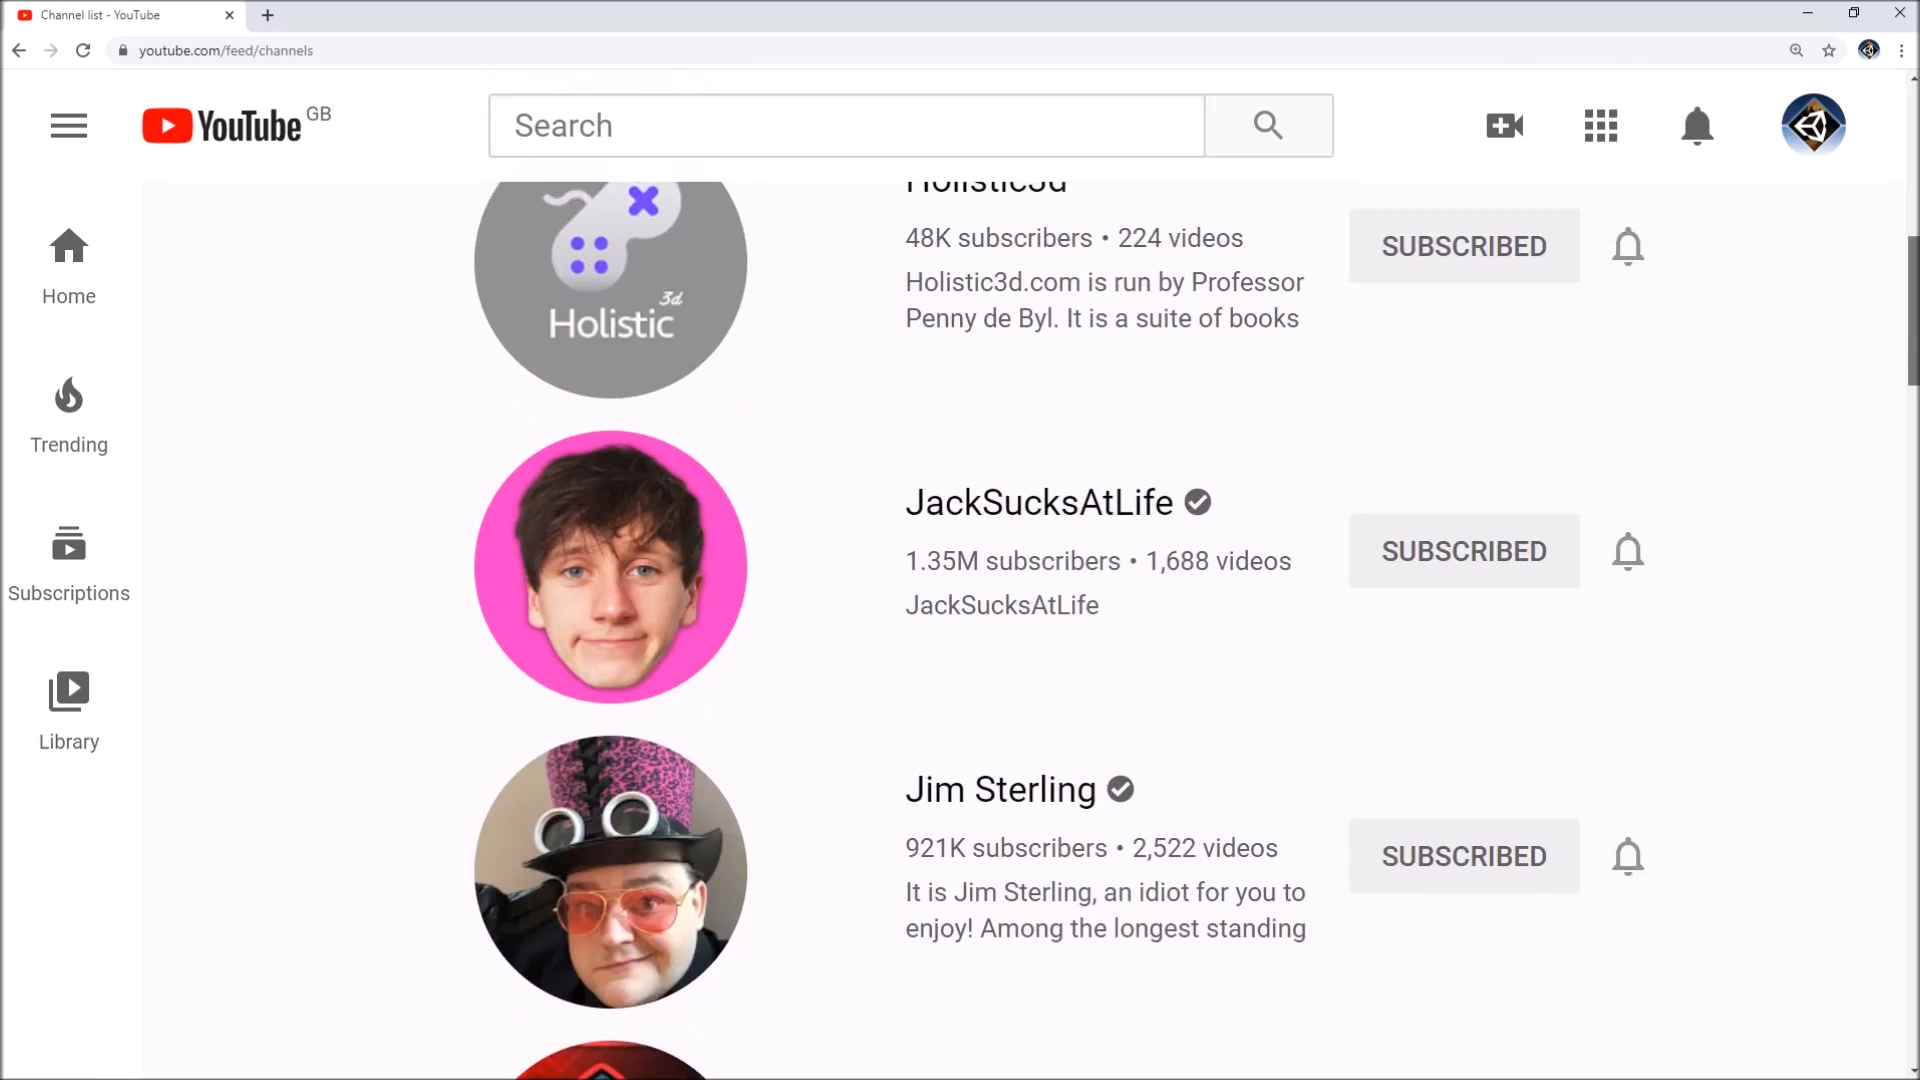 Channel list - YouTube
youtube.com/feed/channels
YouTube GB
Search
Home
Trending
Subscriptions
Library
Holistic3d
48K subscribers • 224 videos
Holistic3d.com is run by Professor
Penny de Byl. It is a suite of books
SUBSCRIBED
3d
Holistic
JackSucksAtLife
1.35M subscribers • 1,688 videos
JackSucksAtLife
SUBSCRIBED
Jim Sterling
921K subscribers • 2,522 videos
It is Jim Sterling, an idiot for you to
enjoy! Among the longest standing
SUBSCRIBED